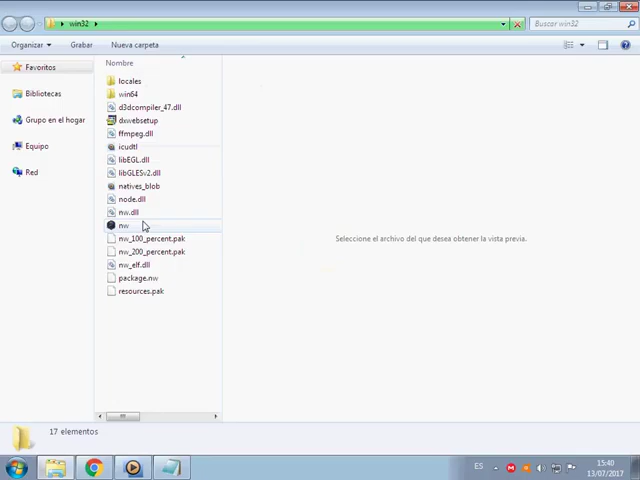 win32
Buscar win32
Organizar
Grabar
Nueva carpeta
Favoritos
Bibliotecas
Grupo en el hogar
Equipo
Red
Nombre
locales
win64
d3dcompiler_47.dll
dxwebsetup
ffmpeg.dll
icudtl
libEGL.dll
libGLESv2.dll
natives_blob
node.dll
nw.dll
nw
nw_100_percent.pak
nw_200_percent.pak
nw_elf.dll
package.nw
resources.pak
Seleccione el archivo del que desea obtener la vista previa.
17 elementos
ES
15:40
13/07/2017